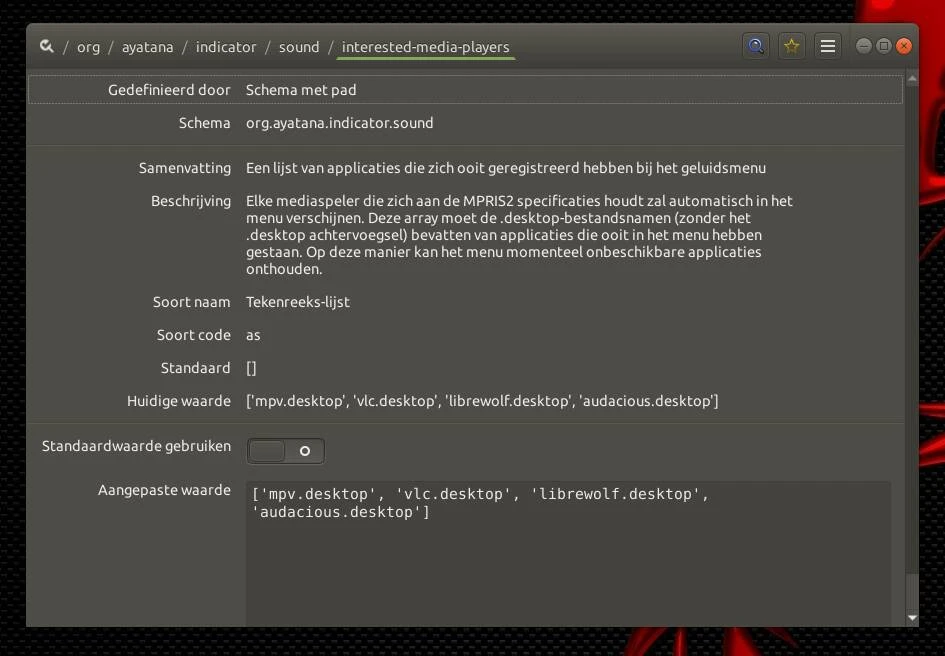 / org / ayatana / indicator / sound / interested-media-players
Gedefinieerd door Schema met pad
Schema org.ayatana.indicator.sound
Samenvatting Een lijst van applicaties die zich ooit geregistreerd hebben bij het geluidsmenu
Beschrijving Elke mediaspeler die zich aan de MPRIS2 specificaties houdt zal automatisch in het
menu verschijnen. Deze array moet de .desktop-bestandsnamen (zonder het
.desktop achtervoegsel) bevatten van applicaties die ooit in het menu hebben
gestaan. Op deze manier kan het menu momenteel onbeschikbare applicaties
onthouden.
Soort naam Tekenreeks-lijst
Soort code as
Standaard []
Huidige waarde ['mpv.desktop', 'vlc.desktop', 'librewolf.desktop', 'audacious.desktop']
Standaardwaarde gebruiken
Aangepaste waarde ['mpv.desktop', 'vlc.desktop', 'librewolf.desktop',
'audacious.desktop']